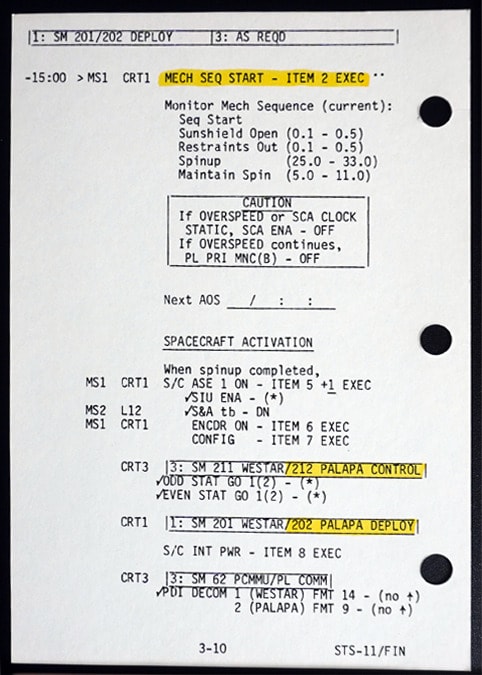 1: SM 201/202 DEPLOY |3: AS REQD
-15:00 >MS1 CRT1 MECH SEQ START - ITEM 2 EXEC
Monitor Mech Sequence (current):
Seq Start
Sunshield Open (0.1 - 0.5)
Restraints Out (0.1 - 0.5)
Spinup (25.0 - 33.0)
Maintain Spin (5.0 - 11.0)
CAUTION
If OVERSPEED or SCA CLOCK
STATIC, SCA ENA - OFF
If OVERSPEED continues,
PL PRI MNC(B) - OFF
Next AOS / : :
SPACECRAFT ACTIVATION
When spinup completed,
MS1 CRT1 S/C ASE 1 ON - ITEM 5 +1 EXEC
✓SIU ENA - (*)
MS2 L12 ✓S&A tb - DN
MS1 CRT1 ENCDR ON - ITEM 6 EXEC
CONFIG - ITEM 7 EXEC
CRT3 |3: SM 211 WESTAR/212 PALAPA CONTROL|
✓ODD STAT GO 1(2) - (*)
✓EVEN STAT GO 1(2) - (*)
CRT1 |1: SM 201 WESTAR/202 PALAPA DEPLOY|
S/C INT PWR - ITEM 8 EXEC
CRT3 |3: SM 62 PCMMU/PL COMM|
✓PDI DECOM 1 (WESTAR) FMT 14 - (no ↑)
2 (PALAPA) FMT 9 - (no ↑)
3-10 STS-11/FIN